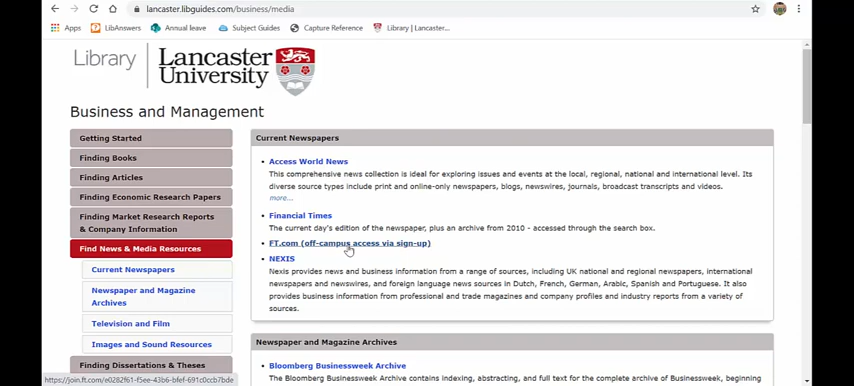 lancaster.libguides.com/business/media
Apps LibAnswers Annual leave Subject Guides Capture Reference Library | Lancaster...
Library Lancaster University
Business and Management
Getting Started
Finding Books
Finding Articles
Finding Economic Research Papers
Finding Market Research Reports
& Company Information
Find News & Media Resources
Current Newspapers
Newspaper and Magazine
Archives
Television and Film
Images and Sound Resources
Finding Dissertations & Theses
Current Newspapers
Access World News
This comprehensive news collection is ideal for exploring issues and events at the local, regional, national and international level. Its
diverse source types include print and online-only newspapers, blogs, newswires, journals, broadcast transcripts and videos.
more...
Financial Times
The current day's edition of the newspaper, plus an archive from 2010 - accessed through the search box.
FT.com (off-campus access via sign-up)
NEXIS
Nexis provides news and business information from a range of sources, including UK national and regional newspapers, international
newspapers and newswires, and foreign language news sources in Dutch, French, German, Arabic, Spanish and Portuguese. It also
provides business information from professional and trade magazines and company profiles and industry reports from a variety of
sources.
Newspaper and Magazine Archives
Bloomberg Businessweek Archive
The Bloomberg Businessweek Archive contains indexing, abstracting, and full text for the complete archive of Businessweek, beginning
https://join.ft.com/e0282f61-f5ee-43b6-bfef-691c0ccb7bde